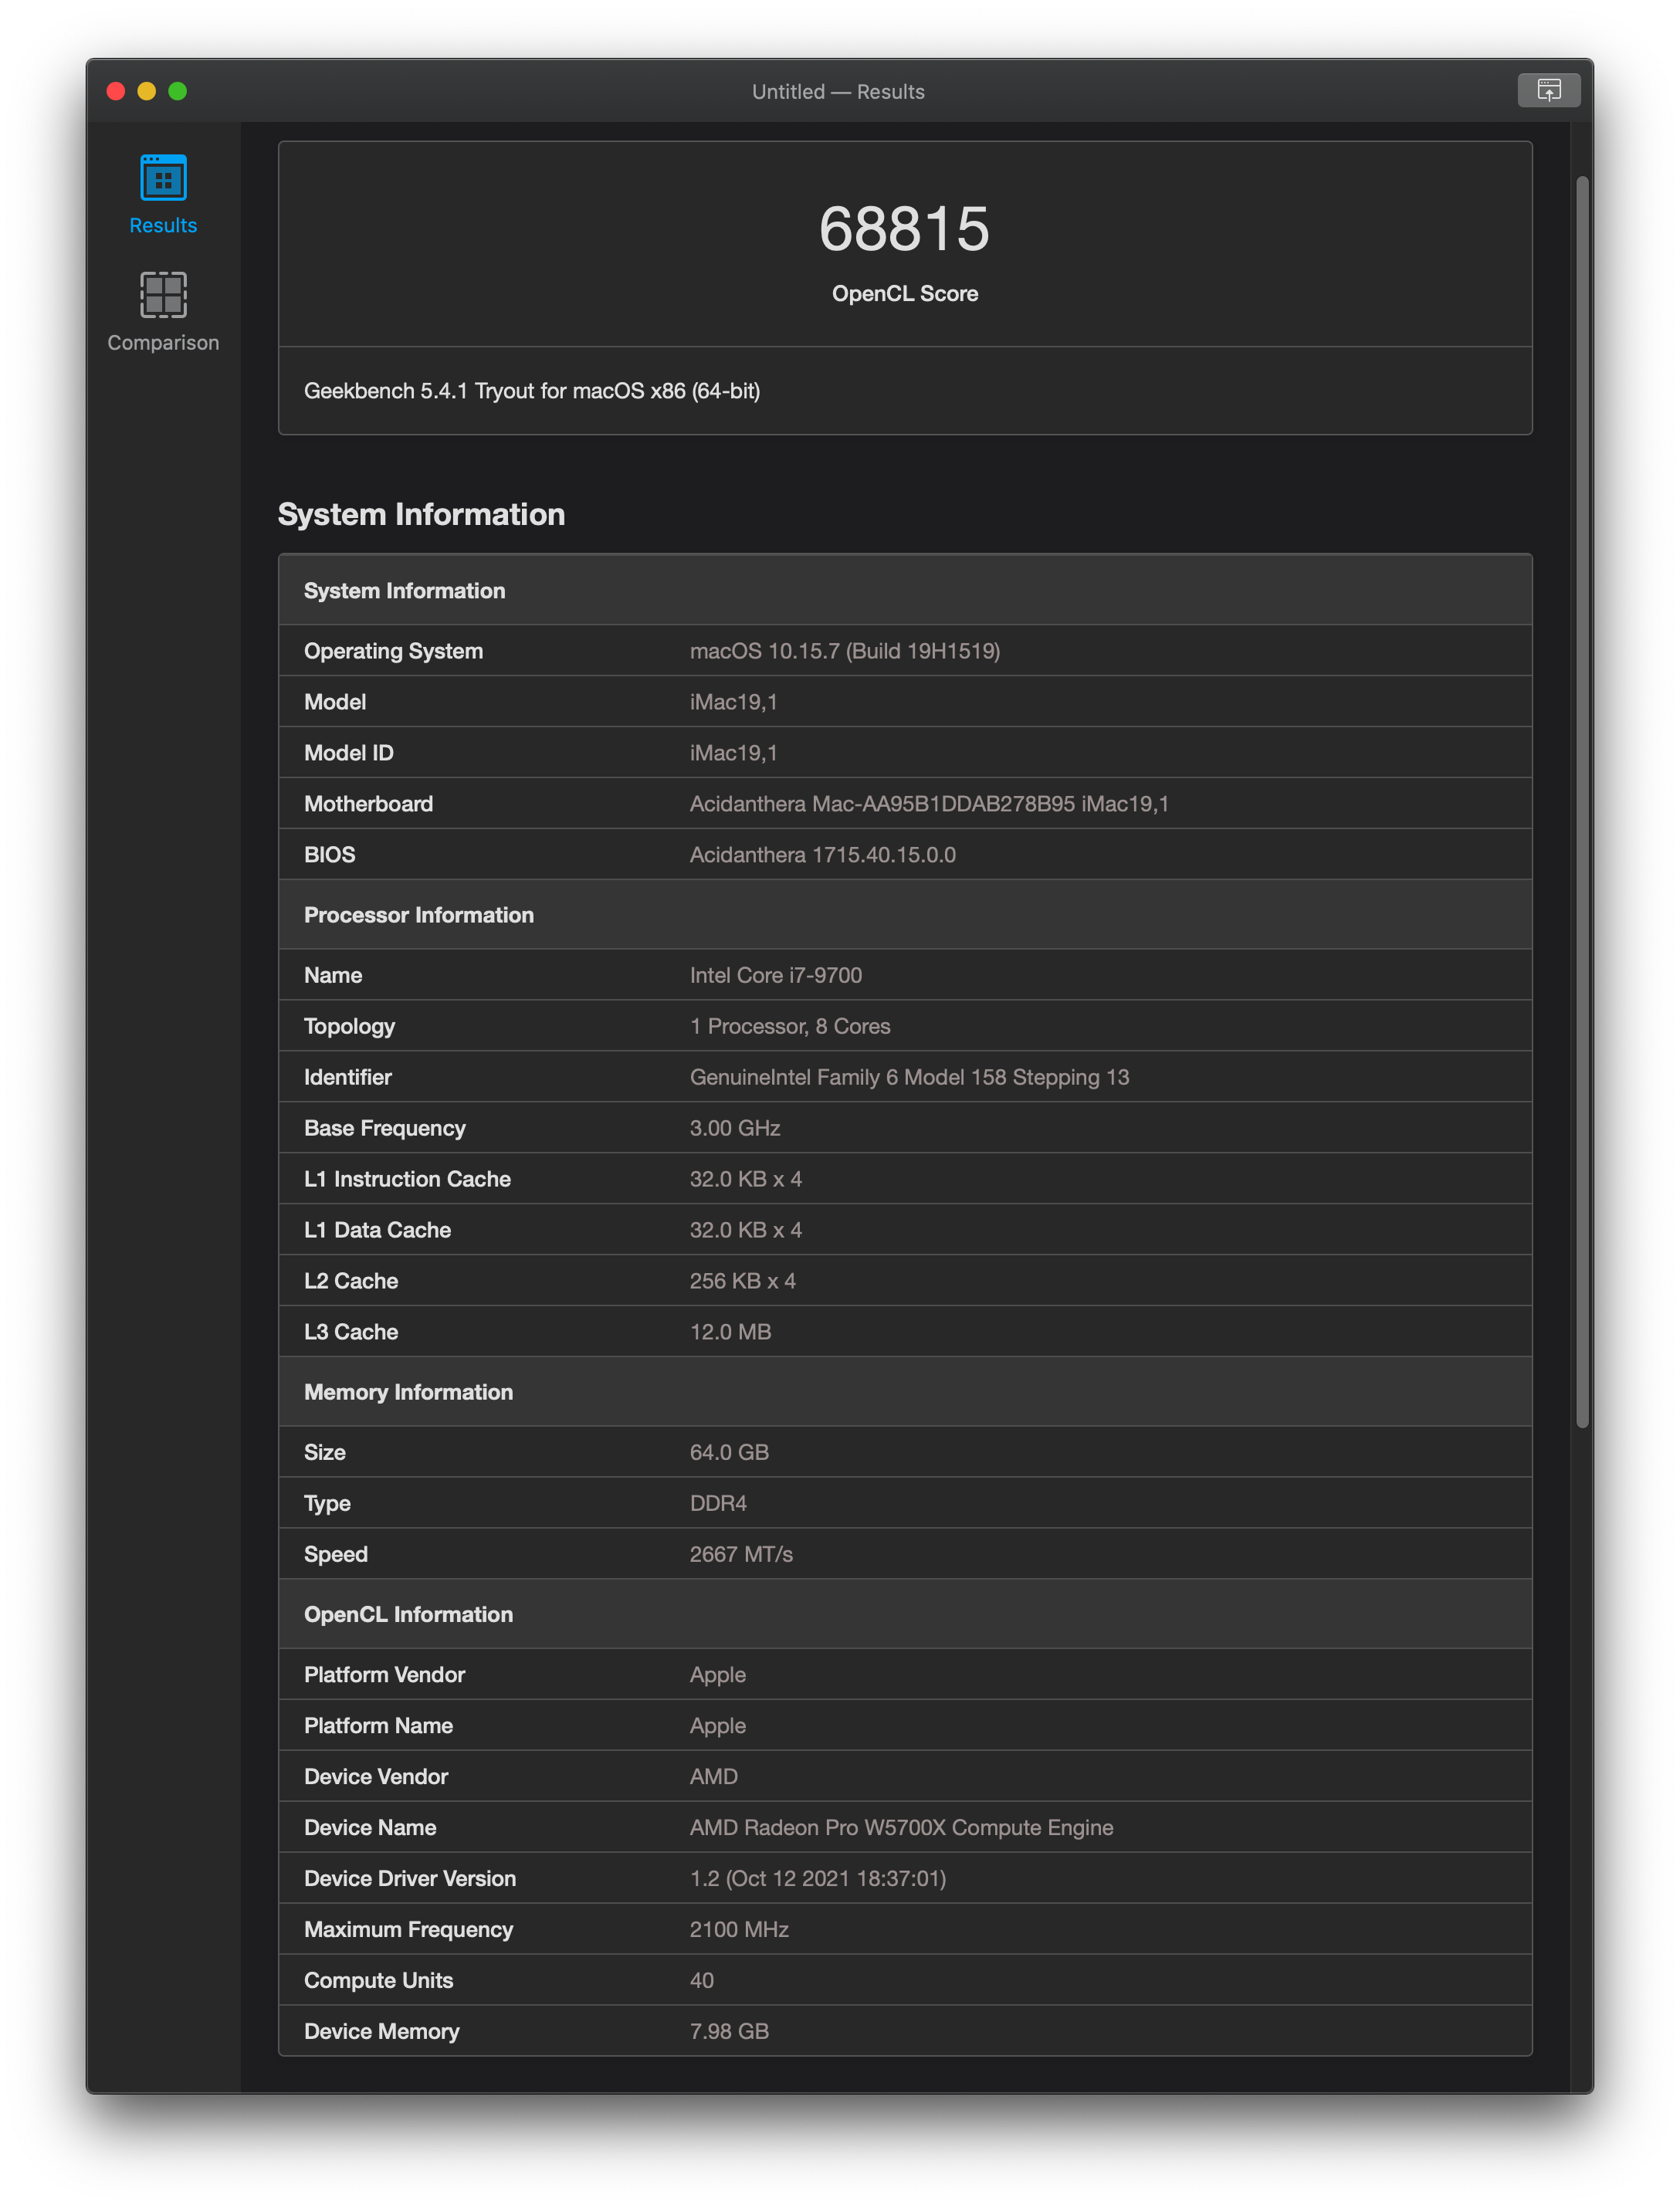 Untitled — Results
Results
Comparison
68815
OpenCL Score
Geekbench 5.4.1 Tryout for macOS x86 (64-bit)
System Information
System Information
Operating System macOS 10.15.7 (Build 19H1519)
Model iMac19,1
Model ID iMac19,1
Motherboard Acidanthera Mac-AA95B1DDAB278B95 iMac19,1
BIOS Acidanthera 1715.40.15.0.0
Processor Information
Name Intel Core i7-9700
Topology 1 Processor, 8 Cores
Identifier GenuineIntel Family 6 Model 158 Stepping 13
Base Frequency 3.00 GHz
L1 Instruction Cache 32.0 KB x 4
L1 Data Cache 32.0 KB x 4
L2 Cache 256 KB x 4
L3 Cache 12.0 MB
Memory Information
Size 64.0 GB
Type DDR4
Speed 2667 MT/s
OpenCL Information
Platform Vendor Apple
Platform Name Apple
Device Vendor AMD
Device Name AMD Radeon Pro W5700X Compute Engine
Device Driver Version 1.2 (Oct 12 2021 18:37:01)
Maximum Frequency 2100 MHz
Compute Units 40
Device Memory 7.98 GB